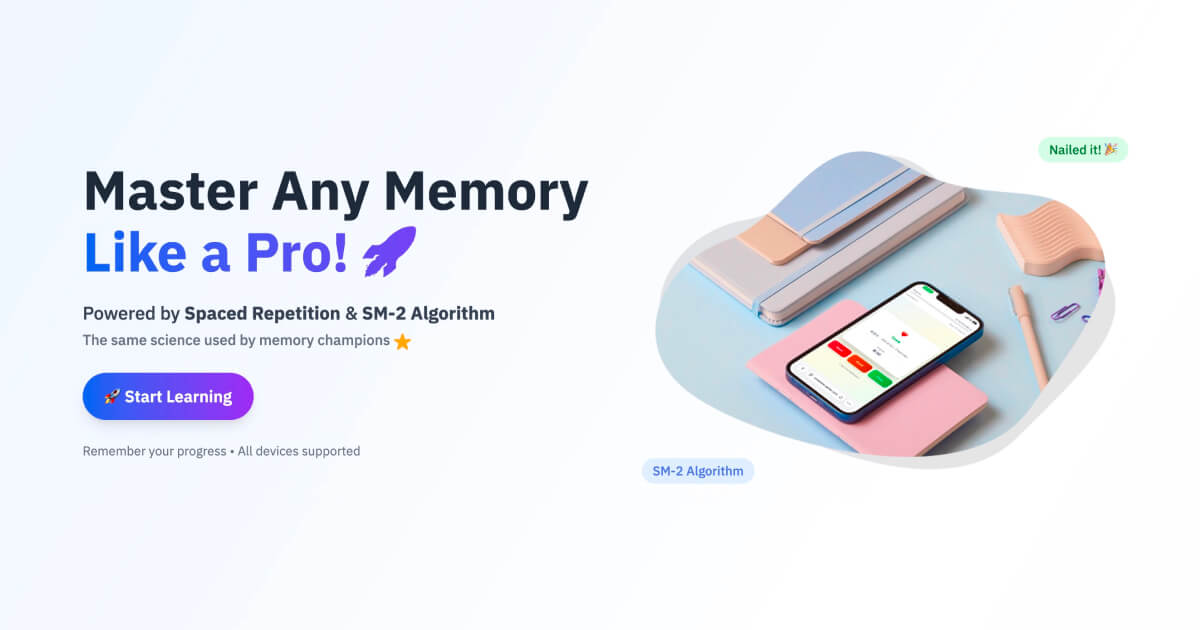 Master Any Memory
Like a Pro! 🚀
Powered by Spaced Repetition & SM-2 Algorithm
The same science used by memory champions ⭐
🚀 Start Learning
Remember your progress • All devices supported
Nailed it! 🎉
SM-2 Algorithm